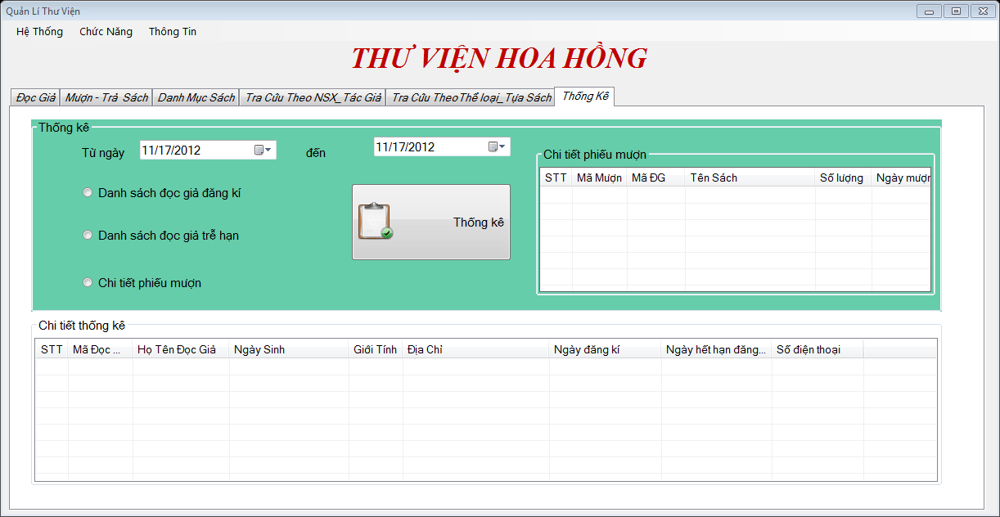 Quản Lí Thư Viện
Hệ Thống Chức Năng Thông Tin
THƯ VIỆN HOA HỒNG
Đọc Giả Mượn - Trả Sách Danh Mục Sách Tra Cứu Theo NSX_Tác Giả Tra Cứu Theo Thể loại_Tựa Sách Thống Kê
Thống kê
Từ ngày 11/17/2012 đến 11/17/2012
Danh sách đọc giả đăng kí
Danh sách đọc giả trễ hạn
Chi tiết phiếu mượn
Thống kê
Chi tiết phiếu mượn
STT Mã Mượn Mã ĐG Tên Sách Số lượng Ngày mượn
Chi tiết thống kê
STT Mã Đọc ... Họ Tên Đọc Giả Ngày Sinh Giới Tính Địa Chỉ Ngày đăng kí Ngày hết hạn đăng... Số điện thoại